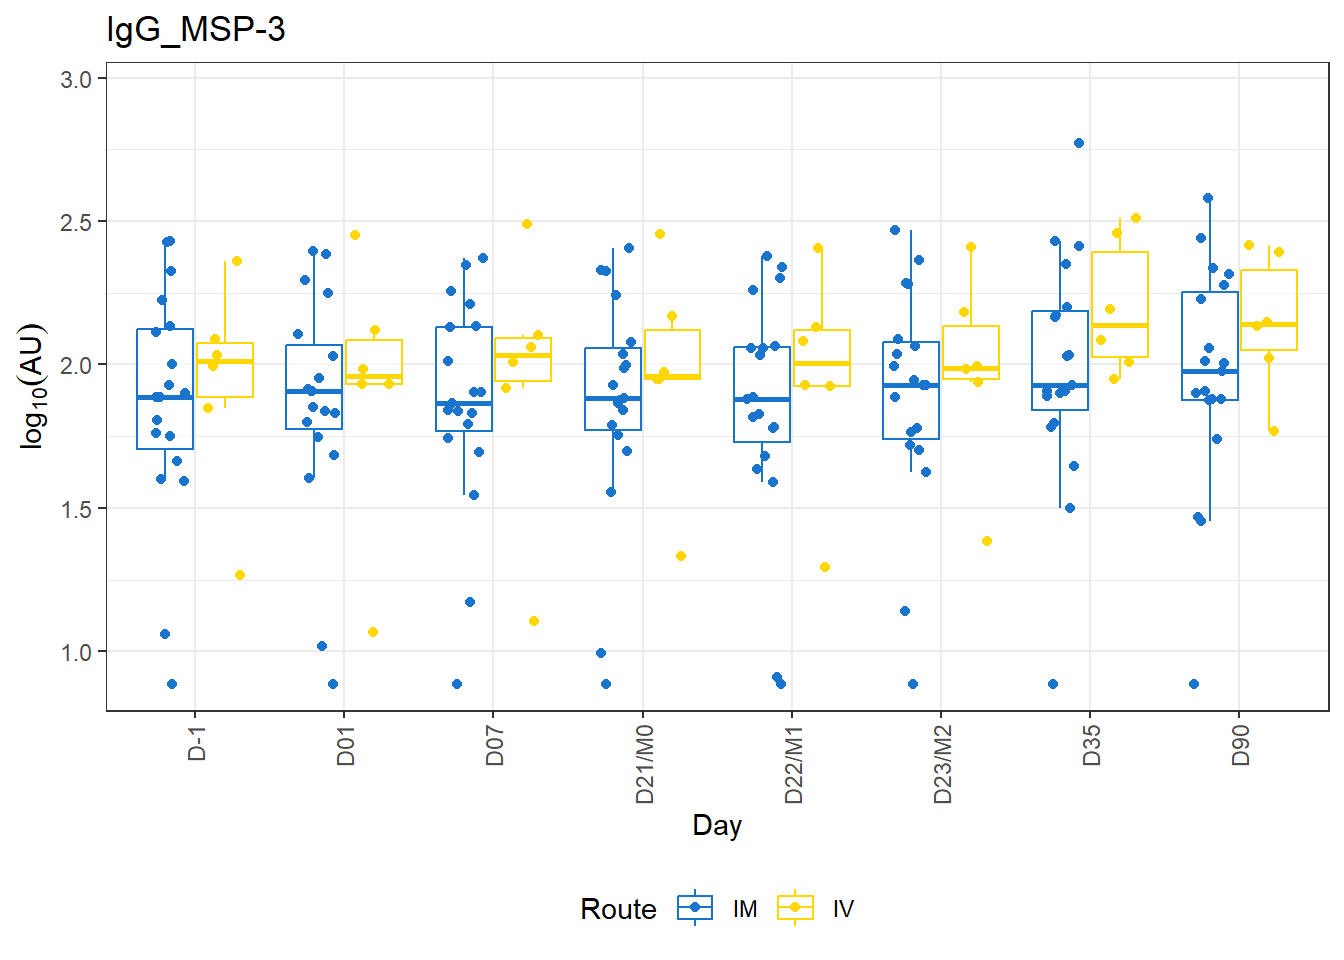 IgG_MSP-3
3.0
2.5
2.0
1.5
1.0
log10(AU)
D-1
D01
D07
D21/M0
D22/M1
D23/M2
D35
D90
Day
Route IM IV